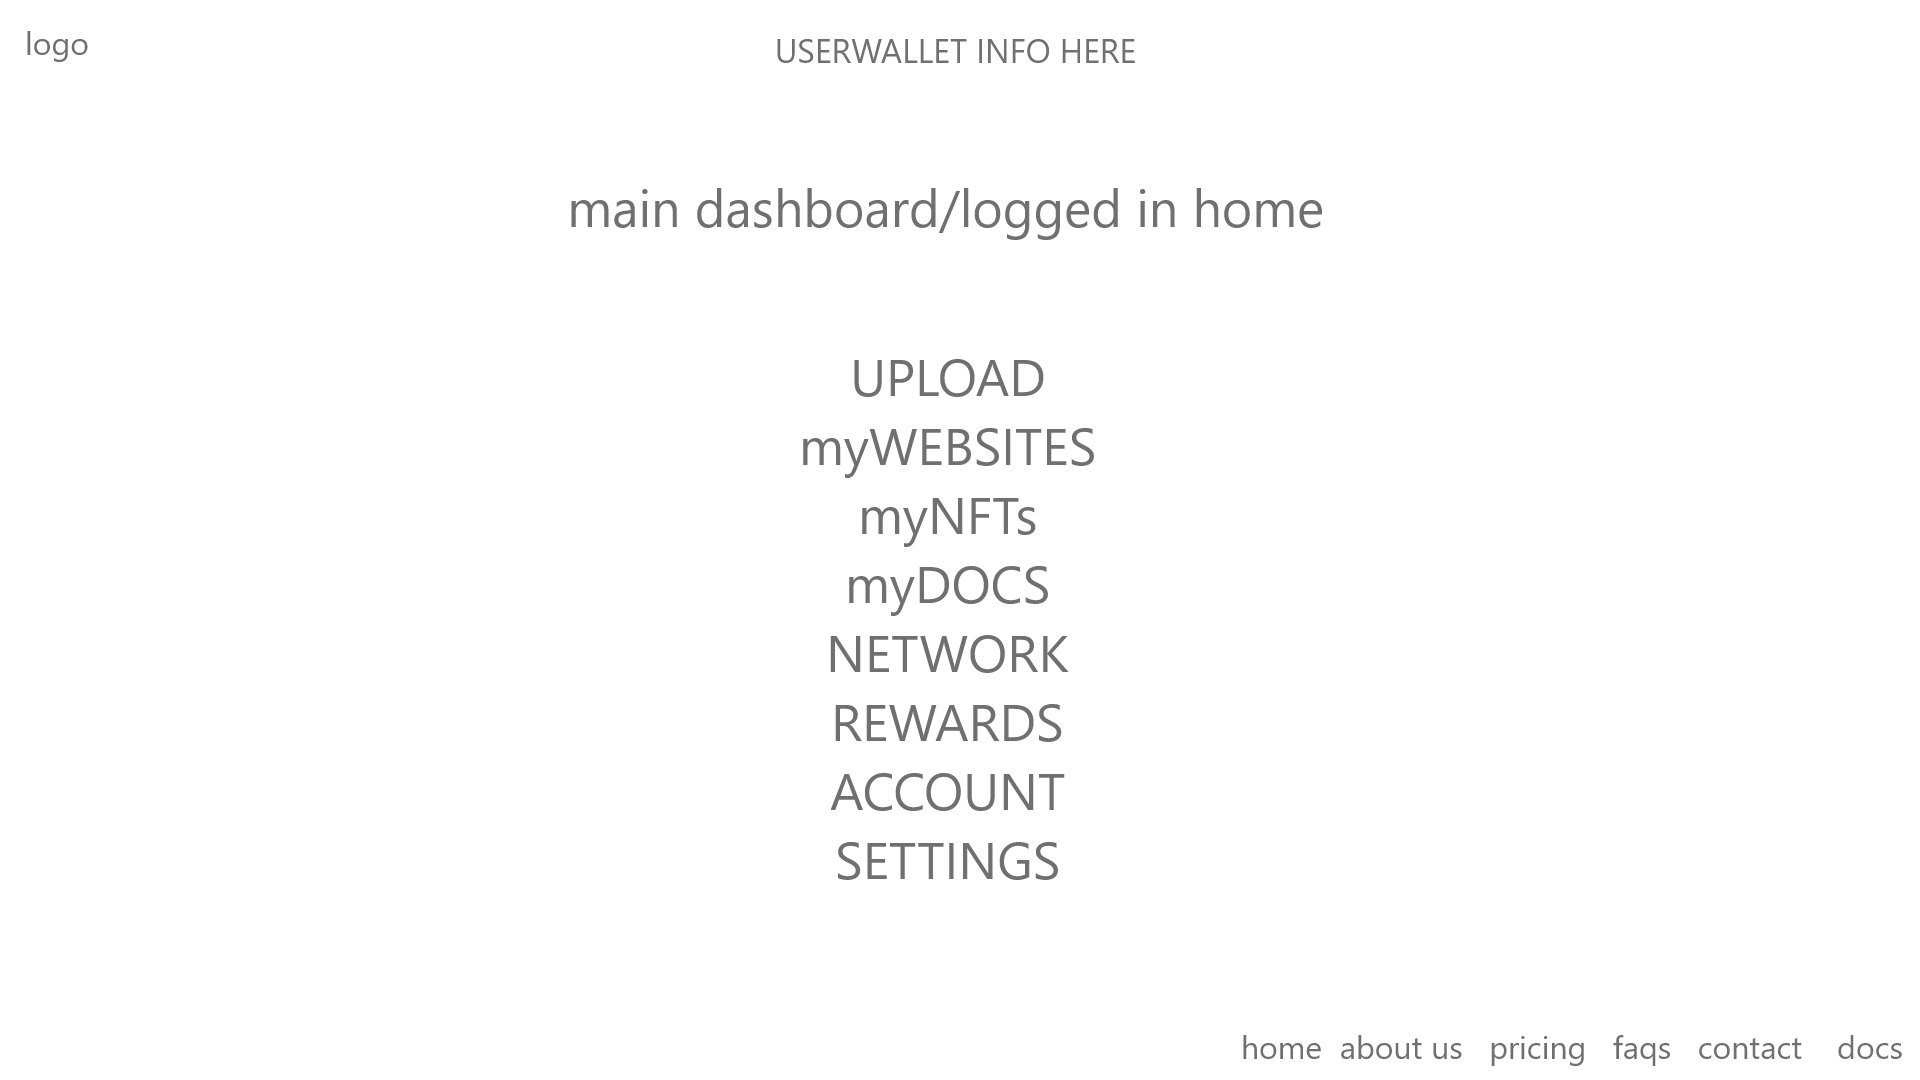 logo
USERWALLET INFO HERE
main dashboard/logged in home
UPLOAD
myWEBSITES
myNFTs
myDOCS
NETWORK
REWARDS
ACCOUNT
SETTINGS
home about us pricing faqs contact docs